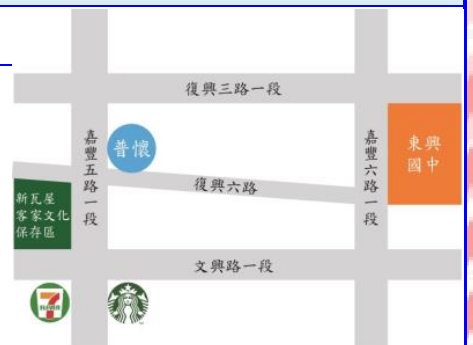 復興三路一段
嘉豐五路一段
普懷
嘉豐六路一段
東興
國中
復興六路
新瓦屋
客家文化
保存區
文興路一段
7